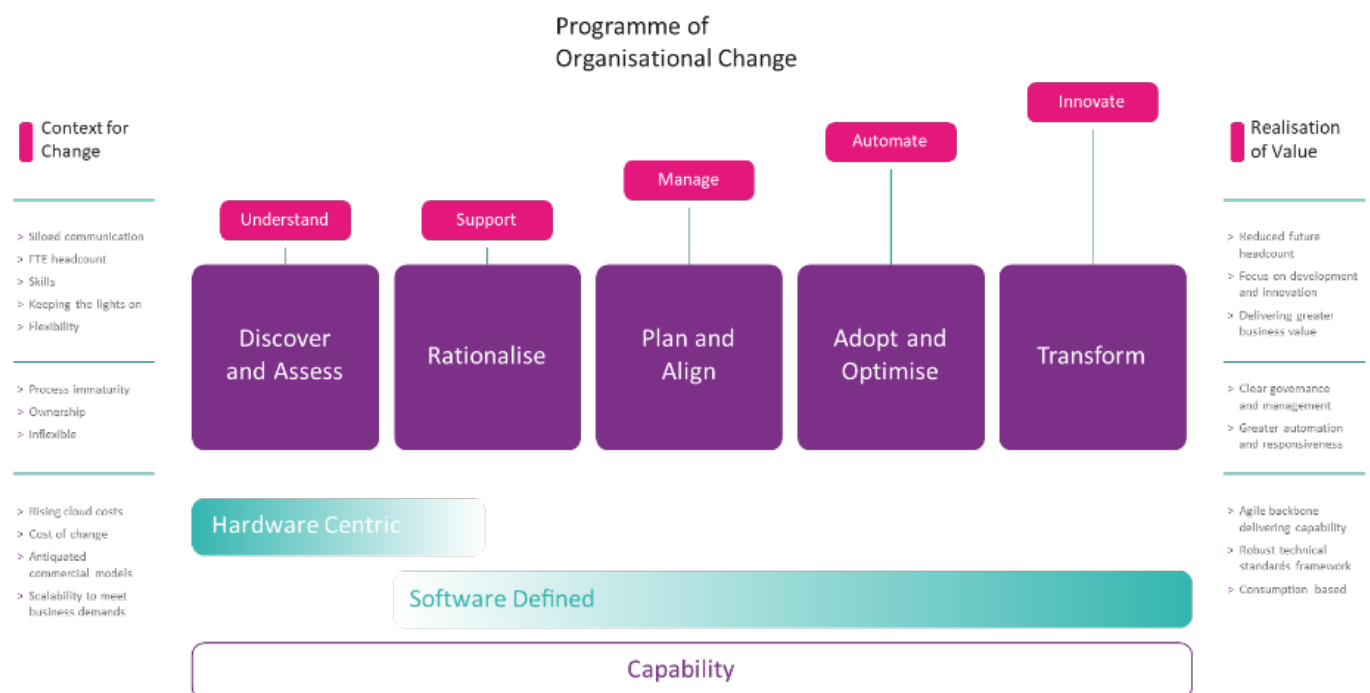 Programme of
Organisational Change
Context for
Change
> Siloed communication
> FTE headcount
> Skills
> Keeping the lights on
> Flexibility
> Process immaturity
> Ownership
> Inflexible
> Rising cloud costs
> Cost of change
> Antiquated
commercial models
> Scalability to meet
business demands
Understand
Support
Manage
Automate
Innovate
Discover
and Assess
Rationalise
Plan and
Align
Adopt and
Optimise
Transform
Hardware Centric
Software Defined
Capability
Realisation
of Value
> Reduced future
headcount
> Focus on development
and innovation
> Delivering greater
business value
> Clear governance
and management
> Greater automation
and responsiveness
> Agile backbone
delivering capability
> Robust technical
standards framework
> Consumption based